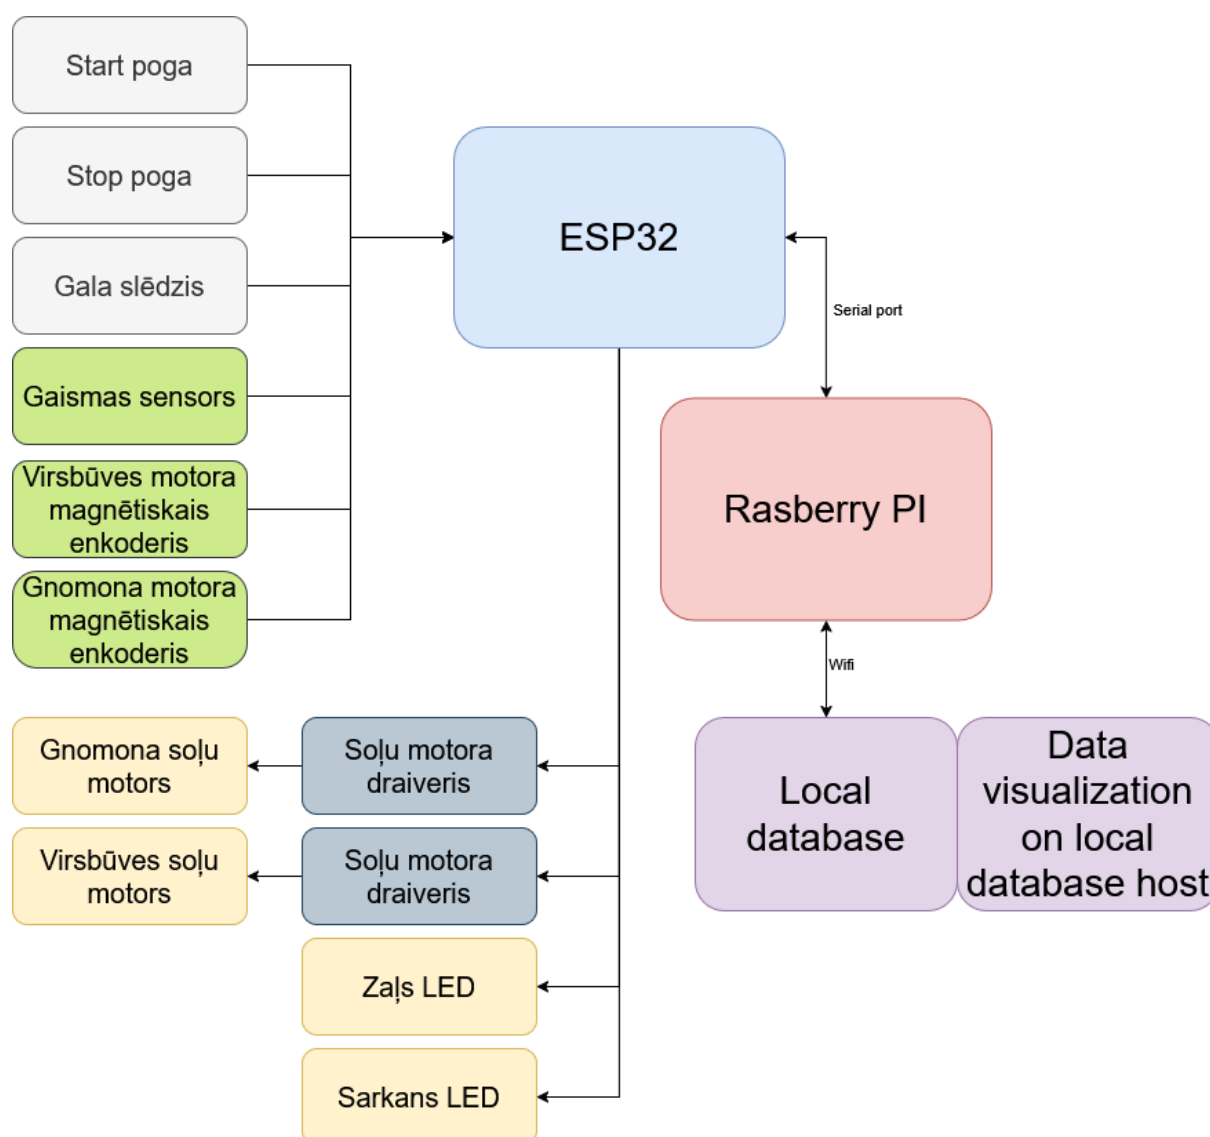 Start poga
Stop poga
Gala slēdzis
Gaismas sensors
Virsbūves motora
magnētiskais
enkoderis
Gnomona motora
magnētiskais
enkoderis
ESP32
Serial port
Rasberry PI
Wifi
Local
database
Data
visualization
on local
database host
Gnomona soļu
motors
Soļu motora
draiveris
Virsbūves soļu
motors
Soļu motora
draiveris
Zaļs LED
Sarkans LED